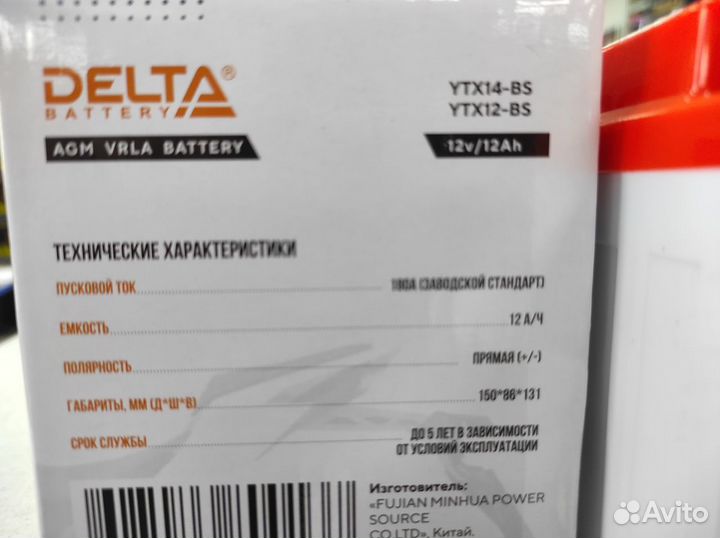 DELTA®
BATTERY
YTX14-BS
YTX12-BS
AGM VRLA BATTERY
12v/12Ah
ТЕХНИЧЕСКИЕ ХАРАКТЕРИСТИКИ
ПУСКОВОЙ ТОК 180А (ЗАВОДСКОЙ СТАНДАРТ)
ЕМКОСТЬ 12 А/Ч
ПОЛЯРНОСТЬ ПРЯМАЯ (+/-)
ГАБАРИТЫ, ММ (Д*Ш*В) 150*86*131
СРОК СЛУЖБЫ ДО 5 ЛЕТ В ЗАВИСИМОСТИ
ОТ УСЛОВИЙ ЭКСПЛУАТАЦИИ
Изготовитель:
«FUJIAN MINHUA POWER
SOURCE
CO.LTD», Китай.
Avito